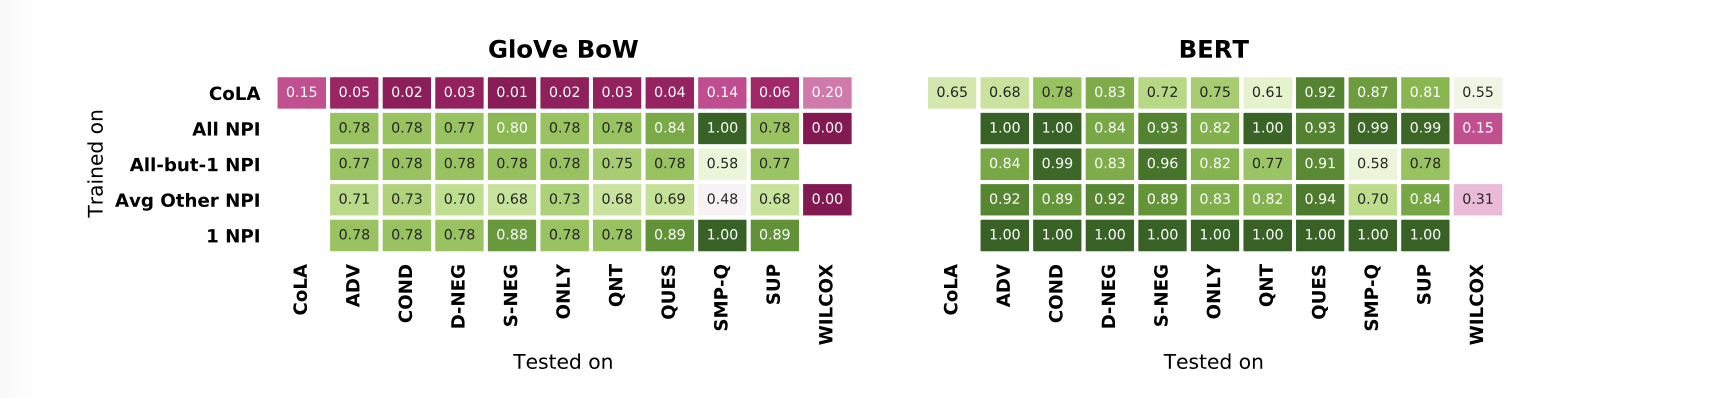 GloVe BoW BERT
CoLA 0.15 0.05 0.02 0.03 0.01 0.02 0.03 0.04 0.14 0.06 0.20 0.65 0.68 0.78 0.83 0.72 0.75 0.61 0.92 0.87 0.81 0.55
All NPI 0.78 0.78 0.77 0.80 0.78 0.78 0.84 1.00 0.78 0.00 1.00 1.00 0.84 0.93 0.82 1.00 0.93 0.99 0.99 0.15
All-but-1 NPI 0.77 0.78 0.78 0.78 0.78 0.75 0.78 0.58 0.77 0.84 0.99 0.83 0.96 0.82 0.77 0.91 0.58 0.78
Avg Other NPI 0.71 0.73 0.70 0.68 0.73 0.68 0.69 0.48 0.68 0.00 0.92 0.89 0.92 0.89 0.83 0.82 0.94 0.70 0.84 0.31
1 NPI 0.78 0.78 0.78 0.88 0.78 0.78 0.89 1.00 0.89 1.00 1.00 1.00 1.00 1.00 1.00 1.00 1.00 1.00
Trained on
CoLA ADV COND D-NEG S-NEG ONLY QNT QUES SMP-Q SUP WILCOX CoLA ADV COND D-NEG S-NEG ONLY QNT QUES SMP-Q SUP WILCOX
Tested on Tested on